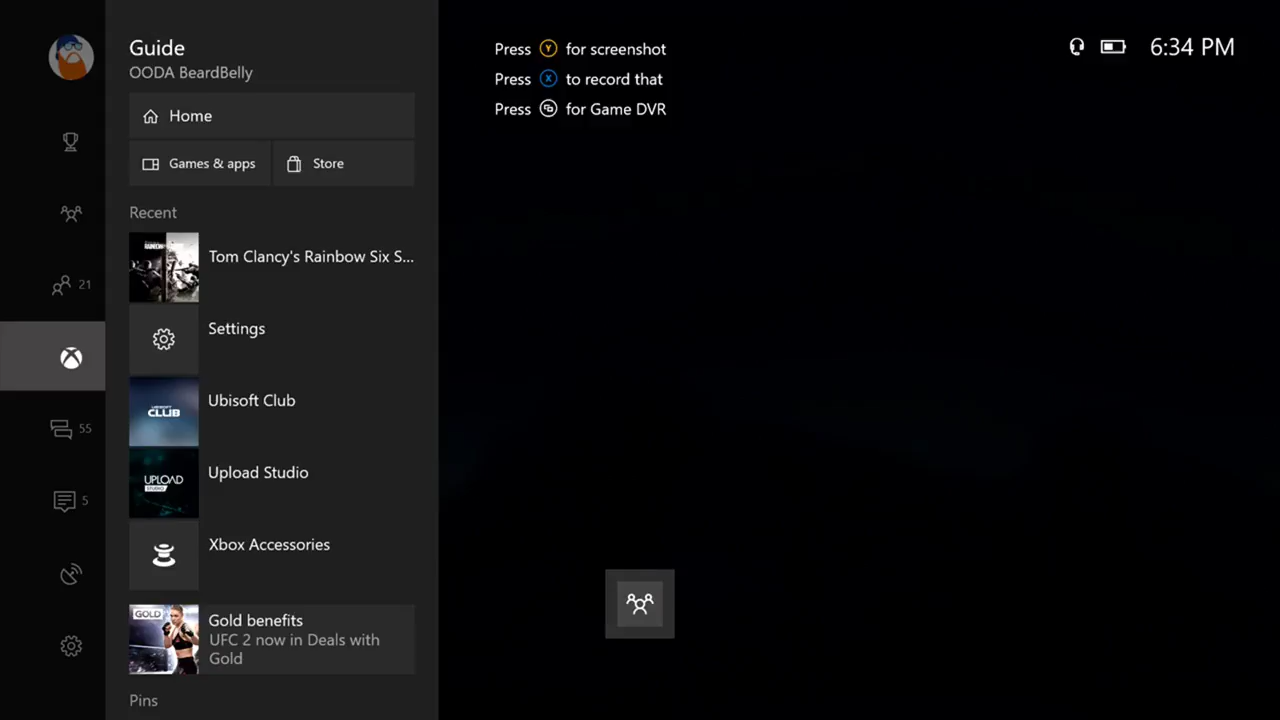 Guide
OODA BeardBelly
Home
Games & apps
Store
Recent
Tom Clancy's Rainbow Six S...
Settings
21
Ubisoft Club
CLUB
55
Upload Studio
UPLOAD
STUDIO
5
Xbox Accessories
GOLD
Gold benefits
UFC 2 now in Deals with
Gold
Pins
Press Y for screenshot
Press X to record that
Press for Game DVR
6:34 PM